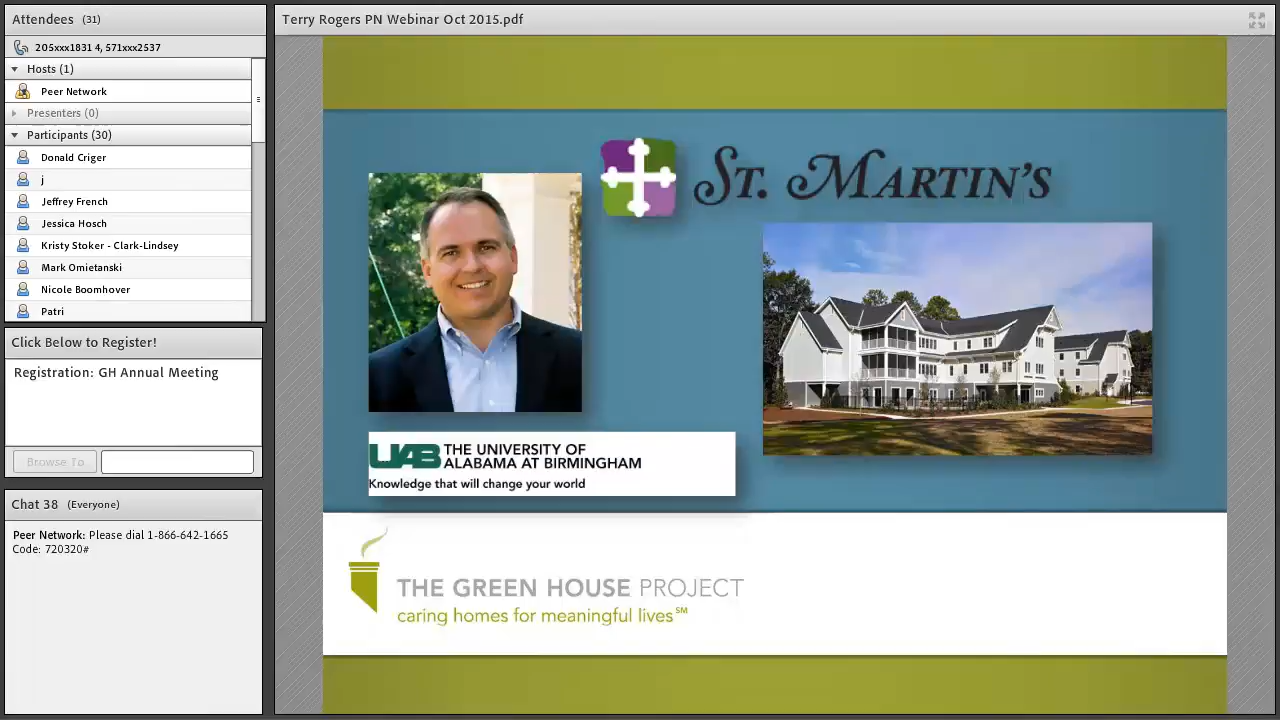 Attendees (31)
205xxx1831 4, 571xxx2537
Hosts (1)
Peer Network
Presenters (0)
Participants (30)
Donald Criger
j
Jeffrey French
Jessica Hosch
Kristy Stoker - Clark-Lindsey
Mark Omietanski
Nicole Boomhover
Patri
Click Below to Register!
Registration: GH Annual Meeting
Browse To
Chat 38 (Everyone)
Peer Network: Please dial 1-866-642-1665
Code: 720320#
Terry Rogers PN Webinar Oct 2015.pdf
ST. MARTIN'S
UAB THE UNIVERSITY OF
ALABAMA AT BIRMINGHAM
Knowledge that will change your world
THE GREEN HOUSE PROJECT
caring homes for meaningful lives℠